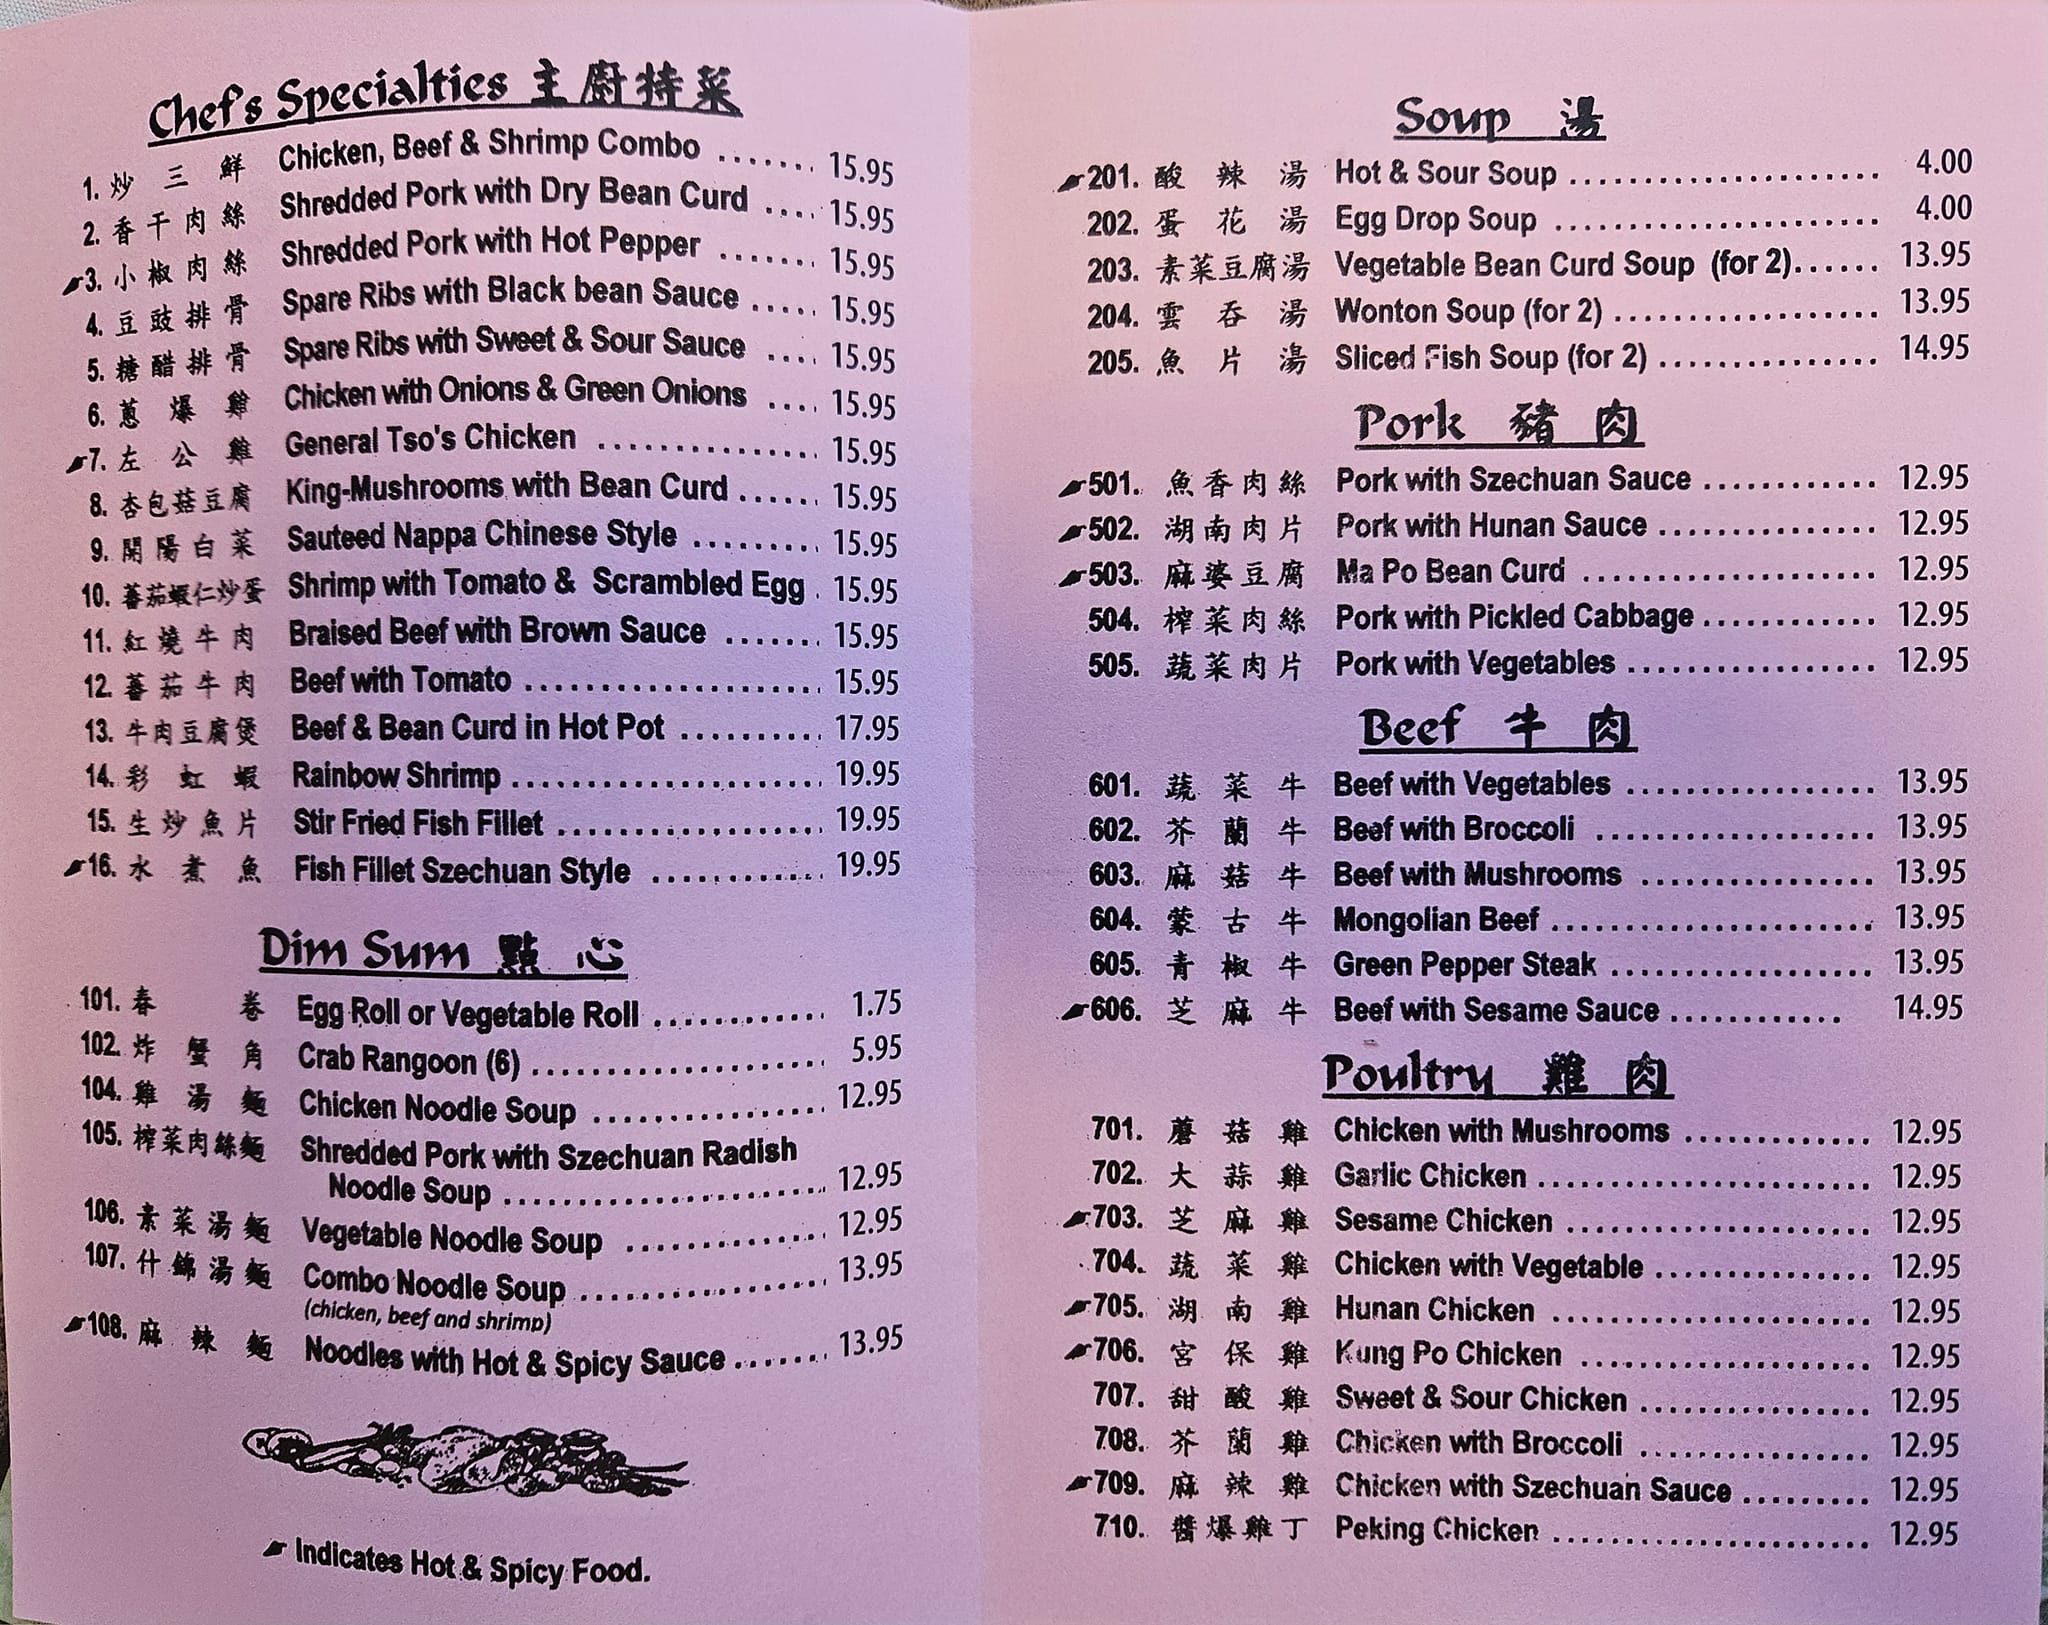 Chef's Specialties 主廚特菜
1. 炒三鮮 Chicken, Beef & Shrimp Combo ....... 15.95
2. 香干肉絲 Shredded Pork with Dry Bean Curd .... 15.95
3. 小椒肉絲 Shredded Pork with Hot Pepper ....... 15.95
4. 豆豉排骨 Spare Ribs with Black bean Sauce ..... 15.95
5. 糖醋排骨 Spare Ribs with Sweet & Sour Sauce .... 15.95
6. 蔥爆雞 Chicken with Onions & Green Onions .... 15.95
7. 左公雞 General Tso's Chicken ............... 15.95
8. 杏包菇豆腐 King-Mushrooms with Bean Curd ...... 15.95
9. 開陽白菜 Sauteed Nappa Chinese Style ......... 15.95
10. 蕃茄蝦仁炒蛋 Shrimp with Tomato & Scrambled Egg . 15.95
11. 紅燒牛肉 Braised Beef with Brown Sauce ....... 15.95
12. 蕃茄牛肉 Beef with Tomato .................... 15.95
13. 牛肉豆腐煲 Beef & Bean Curd in Hot Pot .......... 17.95
14. 彩虹蝦 Rainbow Shrimp ..................... 19.95
15. 生炒魚片 Stir Fried Fish Fillet .................. 19.95
16. 水煮魚 Fish Fillet Szechuan Style ............ 19.95
Dim Sum 點心
101. 春卷 Egg Roll or Vegetable Roll ............ 1.75
102. 炸蟹角 Crab Rangoon (6) .................... 5.95
104. 雞湯麵 Chicken Noodle Soup ................ 12.95
105. 榨菜肉絲麵 Shredded Pork with Szechuan Radish
Noodle Soup ...................... 12.95
106. 素菜湯麵 Vegetable Noodle Soup .............. 12.95
107. 什錦湯麵 Combo Noodle Soup ................. 13.95
(chicken, beef and shrimp)
108. 麻辣麵 Noodles with Hot & Spicy Sauce ....... 13.95
Indicates Hot & Spicy Food.
Soup 湯
201. 酸辣湯 Hot & Sour Soup ..................... 4.00
202. 蛋花湯 Egg Drop Soup ...................... 4.00
203. 素菜豆腐湯 Vegetable Bean Curd Soup (for 2)...... 13.95
204. 雲吞湯 Wonton Soup (for 2) .................. 13.95
205. 魚片湯 Sliced Fish Soup (for 2) ............... 14.95
Pork 豬肉
501. 魚香肉絲 Pork with Szechuan Sauce ............ 12.95
502. 湖南肉片 Pork with Hunan Sauce ............... 12.95
503. 麻婆豆腐 Ma Po Bean Curd .................... 12.95
504. 榨菜肉絲 Pork with Pickled Cabbage ............ 12.95
505. 蔬菜肉片 Pork with Vegetables ................. 12.95
Beef 牛肉
601. 蔬菜牛 Beef with Vegetables ................. 13.95
602. 芥蘭牛 Beef with Broccoli ................... 13.95
603. 麻菇牛 Beef with Mushrooms ................ 13.95
604. 蒙古牛 Mongolian Beef ...................... 13.95
605. 青椒牛 Green Pepper Steak .................. 13.95
606. 芝麻牛 Beef with Sesame Sauce ............ 14.95
Poultry 雞肉
701. 蘑菇雞 Chicken with Mushrooms ............. 12.95
702. 大蒜雞 Garlic Chicken ....................... 12.95
703. 芝麻雞 Sesame Chicken ..................... 12.95
704. 蔬菜雞 Chicken with Vegetable ............... 12.95
705. 湖南雞 Hunan Chicken ...................... 12.95
706. 宮保雞 Kung Po Chicken .................... 12.95
707. 甜酸雞 Sweet & Sour Chicken ................ 12.95
708. 芥蘭雞 Chicken with Broccoli ................ 12.95
709. 麻辣雞 Chicken with Szechuan Sauce ......... 12.95
710. 醬爆雞丁 Peking Chicken ...................... 12.95